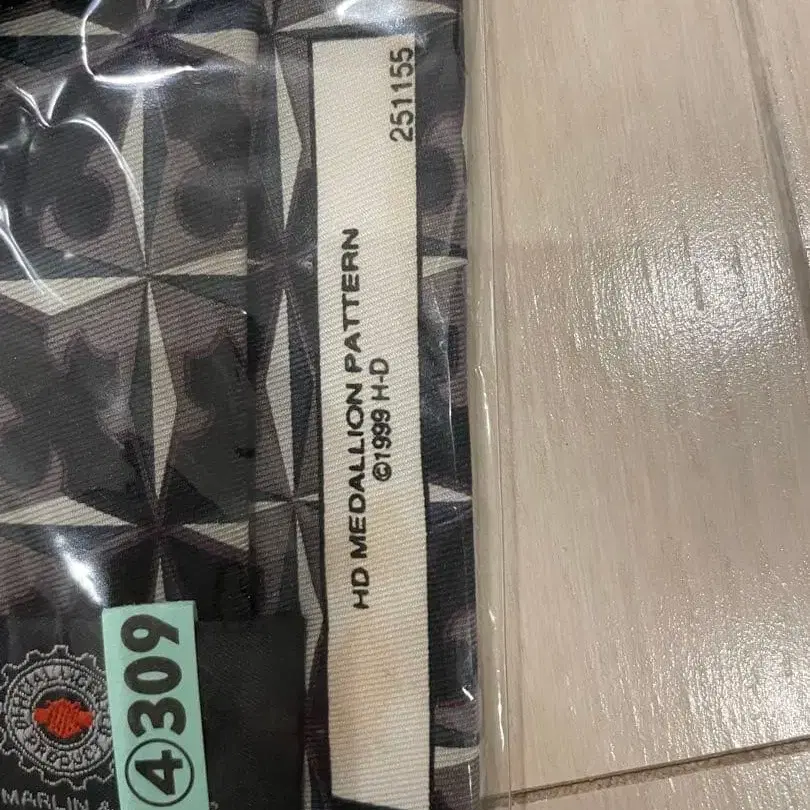 251155
HD MEDALLION PATTERN
©1999 H-D
④309
MARLIN &